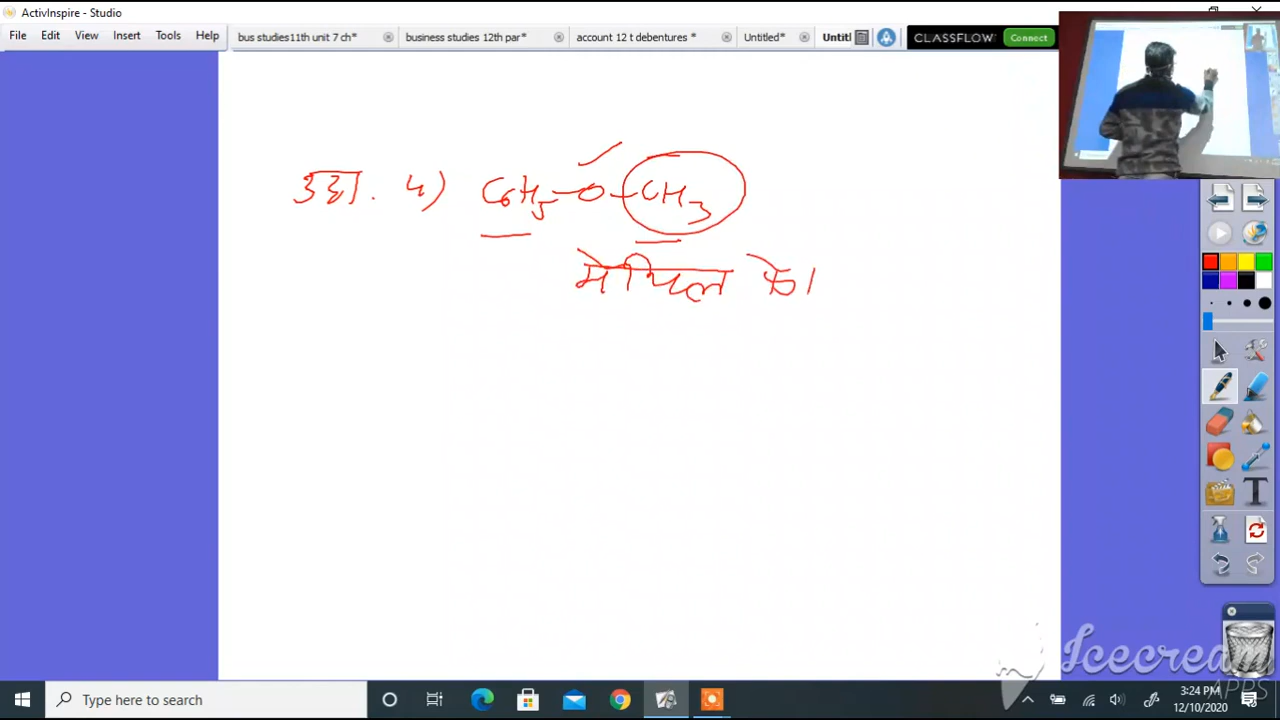 ActivInspire - Studio
File Edit View Insert Tools Help
bus studies11th unit 7 ch* business studies 12th par* account 12 t debentures * Untitled* Untitl CLASSFLOW Connect
उदा. 4) C6H5-O-CH3
मेथिल फे
Type here to search
3:24 PM
12/10/2020
Icecream
APPS